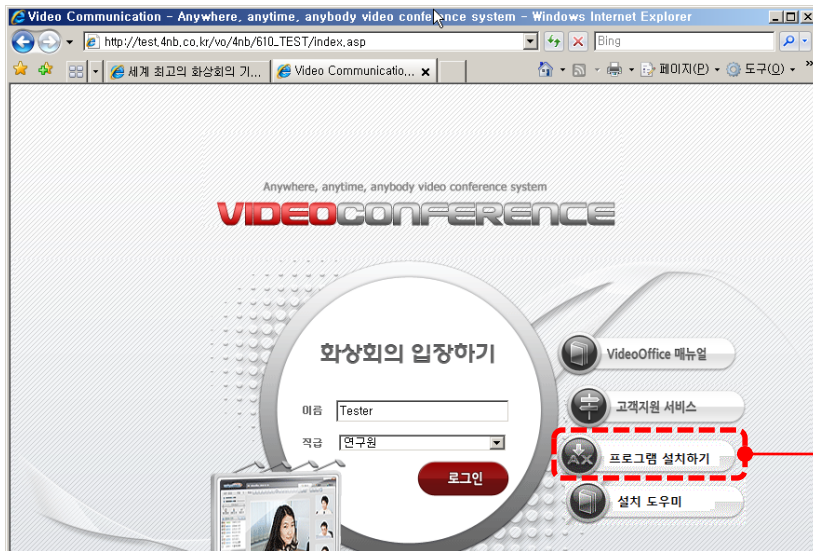 Video Communication - Anywhere, anytime, anybody video conference system - Windows Internet Explorer
http://test.4nb.co.kr/vo/4nb/610_TEST/index.asp
Bing
세계 최고의 화상회의 기...
Video Communicatio...
페이지(P)
도구(O)
Anywhere, anytime, anybody video conference system
VIDEOCONFERENCE
화상회의 입장하기
이름
Tester
직급
연구원
로그인
VideoOffice 매뉴얼
고객지원 서비스
AX
프로그램 설치하기
설치 도우미